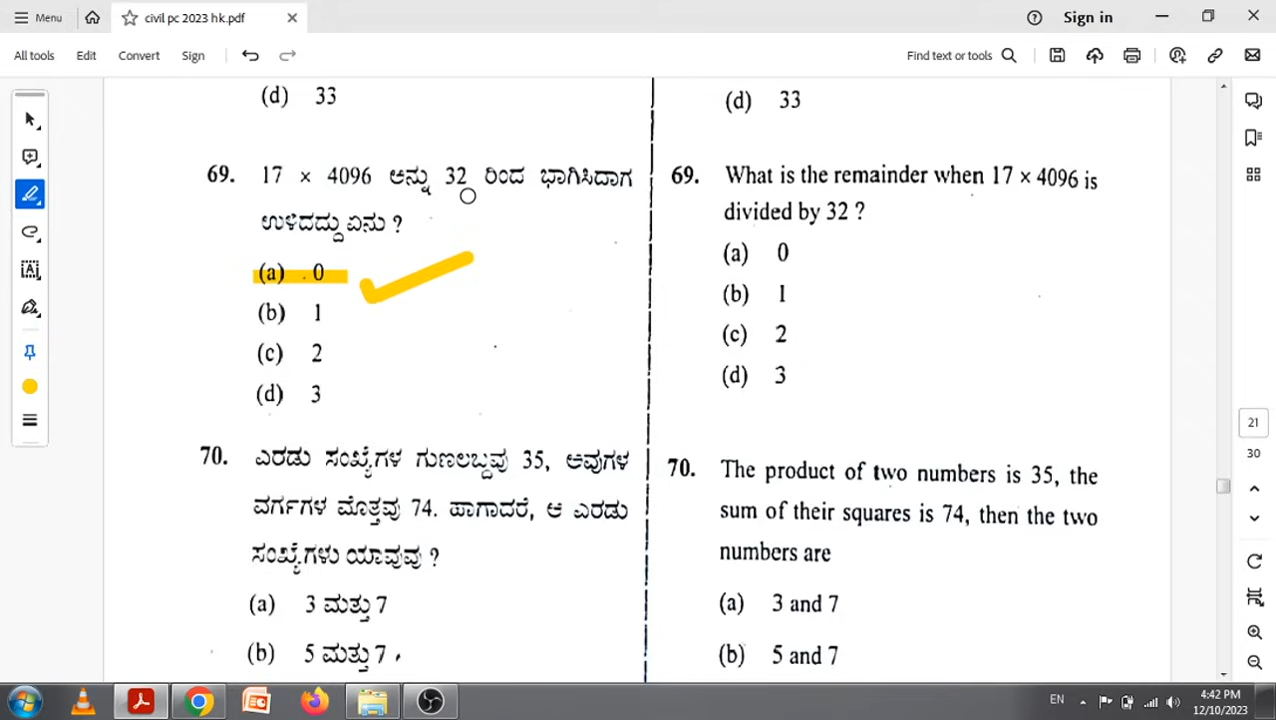 Menu
civil pc 2023 hk.pdf
Sign in
All tools Edit Convert Sign
Find text or tools
(d) 33
69. 17 × 4096 ಅನ್ನು 32 ರಿಂದ ಭಾಗಿಸಿದಾಗ
ಉಳಿದದ್ದು ಏನು ?
(a) 0
(b) 1
(c) 2
(d) 3
70. ಎರಡು ಸಂಖ್ಯೆಗಳ ಗುಣಲಬ್ದವು 35, ಅವುಗಳ
ವರ್ಗಗಳ ಮೊತ್ತವು 74. ಹಾಗಾದರೆ, ಆ ಎರಡು
ಸಂಖ್ಯೆಗಳು ಯಾವುವು ?
(a) 3 ಮತ್ತು 7
(b) 5 ಮತ್ತು 7
(d) 33
69. What is the remainder when 17 × 4096 is
divided by 32 ?
(a) 0
(b) 1
(c) 2
(d) 3
70. The product of two numbers is 35, the
sum of their squares is 74, then the two
numbers are
(a) 3 and 7
(b) 5 and 7
21
30
EN
4:42 PM
12/10/2023